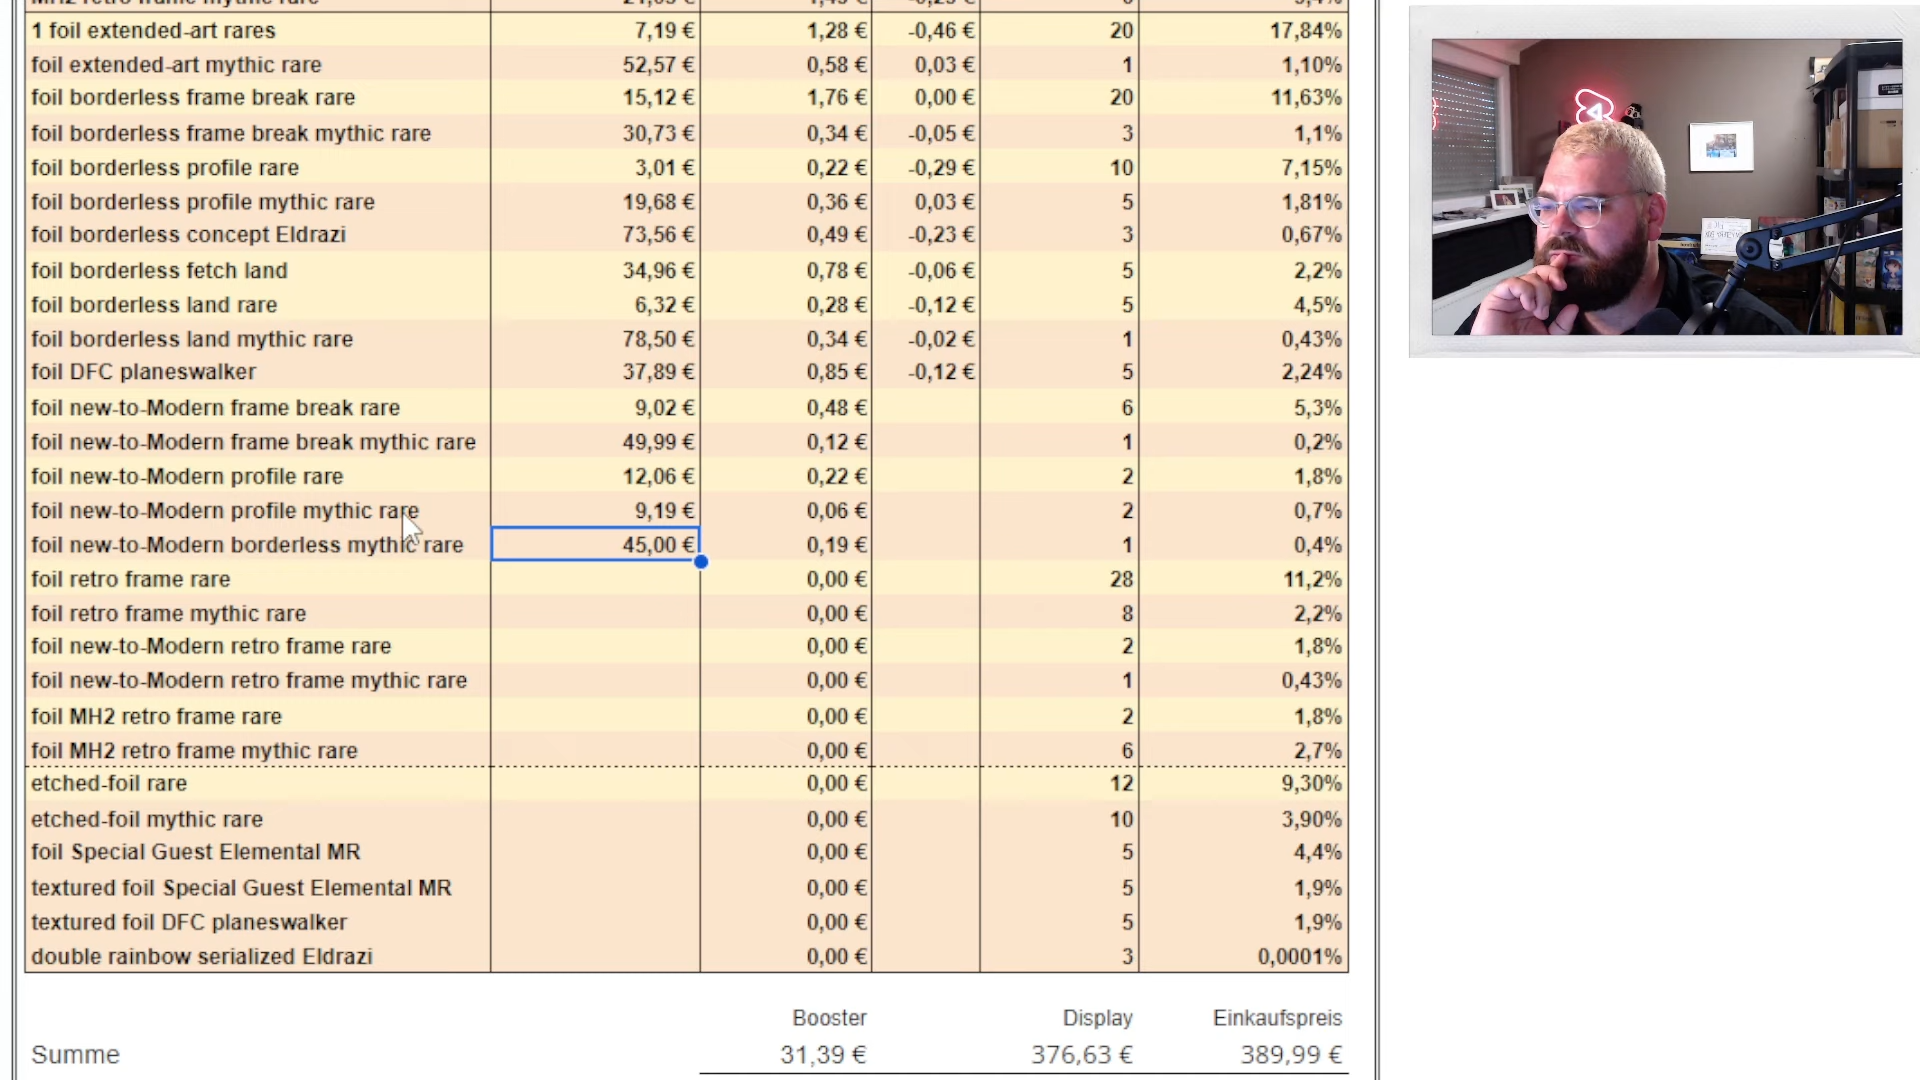 MH2 retro frame mythic rare
1 foil extended-art rares 7,19 € 1,28 € -0,46 € 20 17,84%
foil extended-art mythic rare 52,57 € 0,58 € 0,03 € 1 1,10%
foil borderless frame break rare 15,12 € 1,76 € 0,00 € 20 11,63%
foil borderless frame break mythic rare 30,73 € 0,34 € -0,05 € 3 1,1%
foil borderless profile rare 3,01 € 0,22 € -0,29 € 10 7,15%
foil borderless profile mythic rare 19,68 € 0,36 € 0,03 € 5 1,81%
foil borderless concept Eldrazi 73,56 € 0,49 € -0,23 € 3 0,67%
foil borderless fetch land 34,96 € 0,78 € -0,06 € 5 2,2%
foil borderless land rare 6,32 € 0,28 € -0,12 € 5 4,5%
foil borderless land mythic rare 78,50 € 0,34 € -0,02 € 1 0,43%
foil DFC planeswalker 37,89 € 0,85 € -0,12 € 5 2,24%
foil new-to-Modern frame break rare 9,02 € 0,48 € 6 5,3%
foil new-to-Modern frame break mythic rare 49,99 € 0,12 € 1 0,2%
foil new-to-Modern profile rare 12,06 € 0,22 € 2 1,8%
foil new-to-Modern profile mythic rare 9,19 € 0,06 € 2 0,7%
foil new-to-Modern borderless mythic rare 45,00 € 0,19 € 1 0,4%
foil retro frame rare 0,00 € 28 11,2%
foil retro frame mythic rare 0,00 € 8 2,2%
foil new-to-Modern retro frame rare 0,00 € 2 1,8%
foil new-to-Modern retro frame mythic rare 0,00 € 1 0,43%
foil MH2 retro frame rare 0,00 € 2 1,8%
foil MH2 retro frame mythic rare 0,00 € 6 2,7%
etched-foil rare 0,00 € 12 9,30%
etched-foil mythic rare 0,00 € 10 3,90%
foil Special Guest Elemental MR 0,00 € 5 4,4%
textured foil Special Guest Elemental MR 0,00 € 5 1,9%
textured foil DFC planeswalker 0,00 € 5 1,9%
double rainbow serialized Eldrazi 0,00 € 3 0,0001%
Booster Display Einkaufspreis
Summe 31,39 € 376,63 € 389,99 €